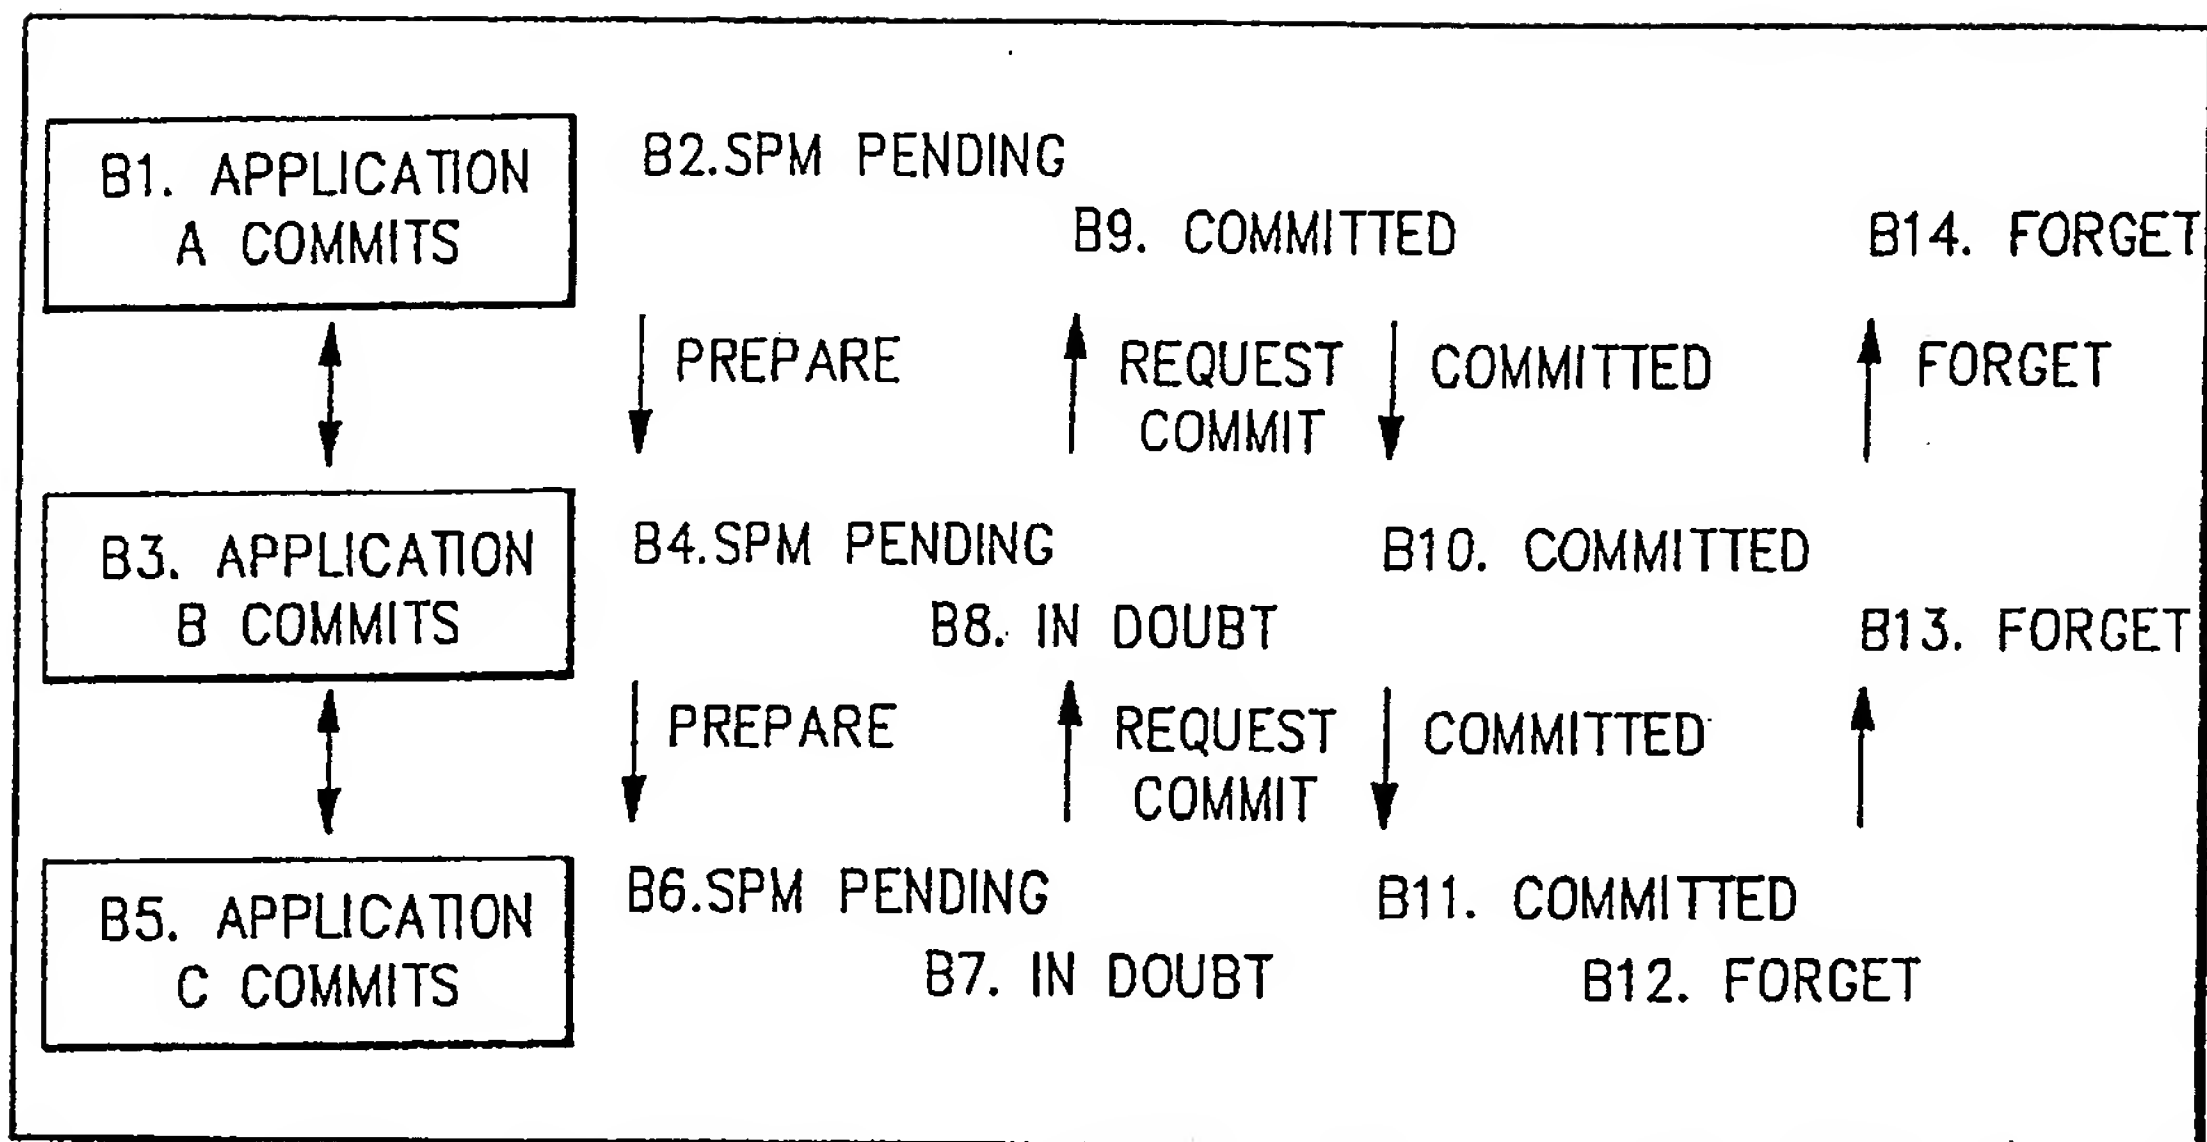 B1. APPLICATION
A COMMITS
B2.SPM PENDING
B9. COMMITTED
B14. FORGET
PREPARE
REQUEST
COMMIT
COMMITTED
FORGET
B3. APPLICATION
B COMMITS
B4.SPM PENDING
B8. IN DOUBT
B10. COMMITTED
B13. FORGET
PREPARE
REQUEST
COMMIT
COMMITTED
B5. APPLICATION
C COMMITS
B6.SPM PENDING
B7. IN DOUBT
B11. COMMITTED
B12. FORGET